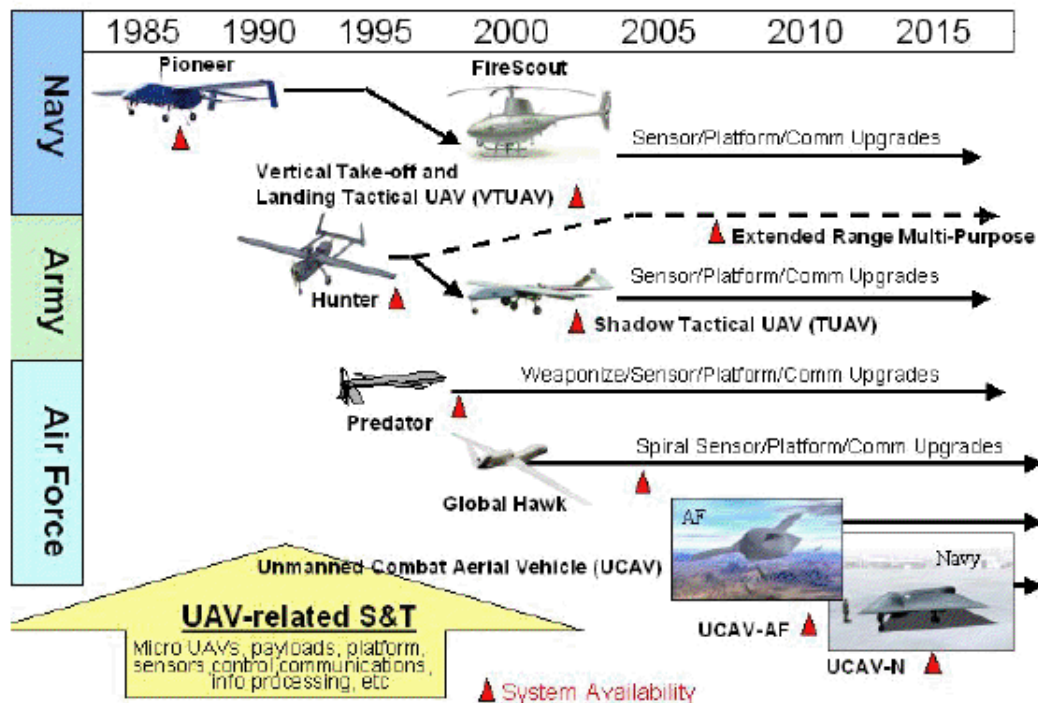 1985 1990 1995 2000 2005 2010 2015
Navy
Pioneer
FireScout
Sensor/Platform/Comm Upgrades
Vertical Take-off and
Landing Tactical UAV (VTUAV)
Army
Extended Range Multi-Purpose
Hunter
Sensor/Platform/Comm Upgrades
Shadow Tactical UAV (TUAV)
Air Force
Weaponize/Sensor/Platform/Comm Upgrades
Predator
Spiral Sensor/Platform/Comm Upgrades
Global Hawk
AF
Unmanned Combat Aerial Vehicle (UCAV)
Navy
UCAV-AF
UCAV-N
UAV-related S&T
Micro UAVs, payloads, platform,
sensors,control,communications,
info processing, etc
System Availability